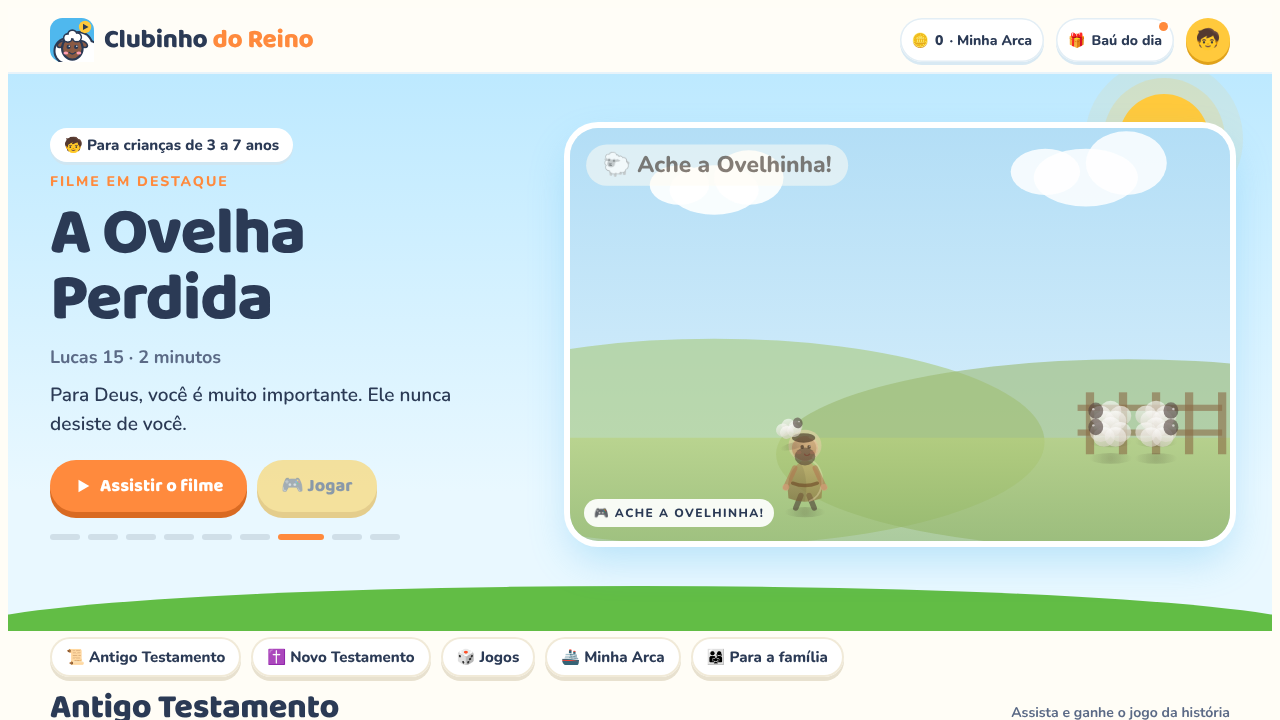 Clubinho do Reino
0 · Minha Arca
Baú do dia
Para crianças de 3 a 7 anos
FILME EM DESTAQUE
A Ovelha
Perdida
Lucas 15 · 2 minutos
Para Deus, você é muito importante. Ele nunca
desiste de você.
Assistir o filme
Jogar
Ache a Ovelhinha!
ACHE A OVELHINHA!
Antigo Testamento
Novo Testamento
Jogos
Minha Arca
Para a família
Antigo Testamento
Assista e ganhe o jogo da história